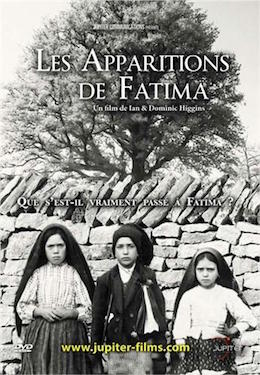 JUPITER COMMUNICATIONS présente
LES APPARITIONS
DE FATIMA
Un film de Ian & Dominic Higgins
QUE S'EST-IL VRAIMENT PASSÉ À FATIMA ?
JUPITER
DVD
www.jupiter-films.com